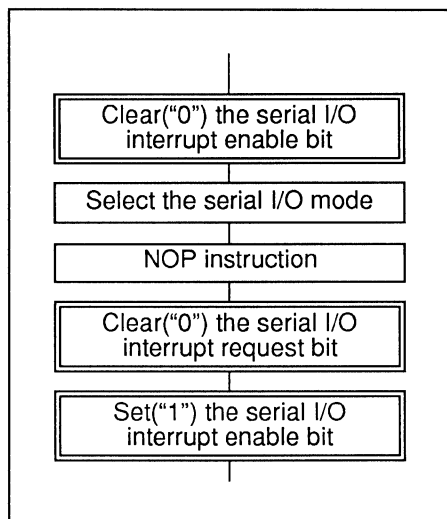 Clear(“0”) the serial I/O
interrupt enable bit
Select the serial I/O mode
NOP instruction
Clear(“0”) the serial I/O
interrupt request bit
Set(“1”) the serial I/O
interrupt enable bit